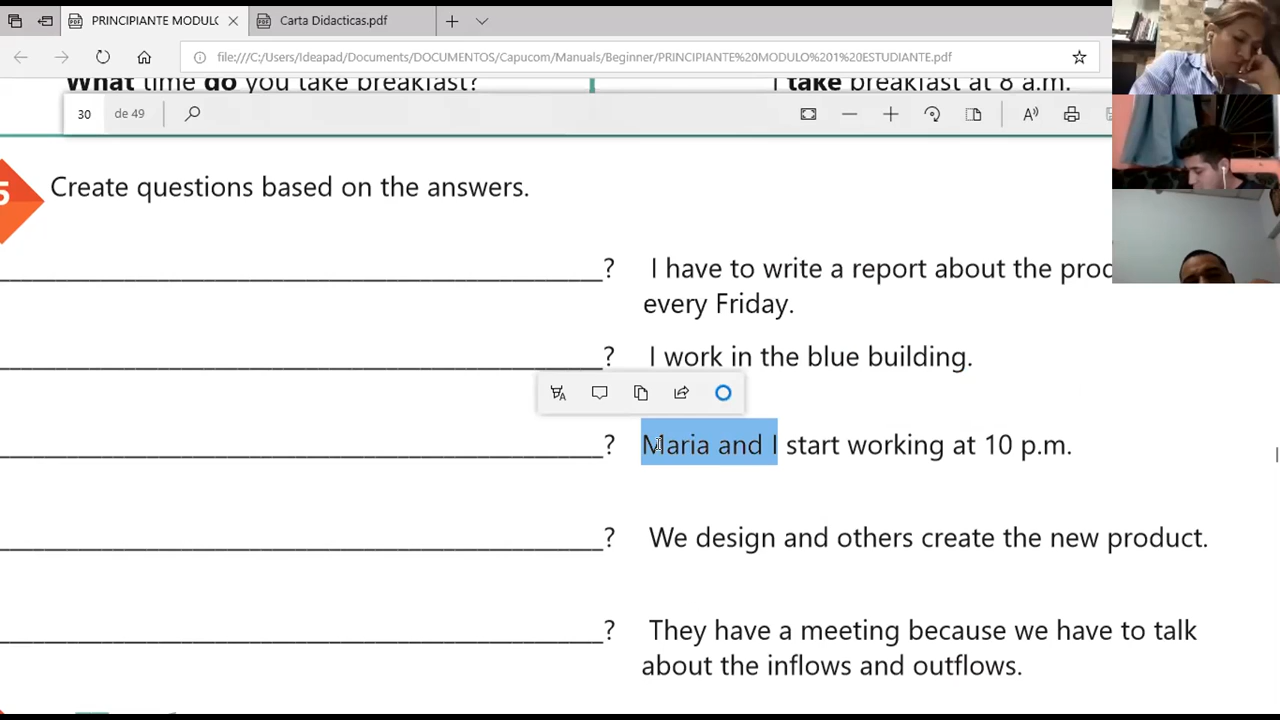 PRINCIPIANTE MODULO
Carta Didacticas.pdf
file:///C:/Users/Ideapad/Documents/DOCUMENTOS/Capucom/Manuals/Beginner/PRINCIPIANTE%20MODULO%201%20ESTUDIANTE.pdf
What time do you take breakfast? I take breakfast at 8 a.m.
30 de 49
5 Create questions based on the answers.
? I have to write a report about the
every Friday.
? I work in the blue building.
? Maria and I start working at 10 p.m.
? We design and others create the new product.
? They have a meeting because we have to talk
about the inflows and outflows.